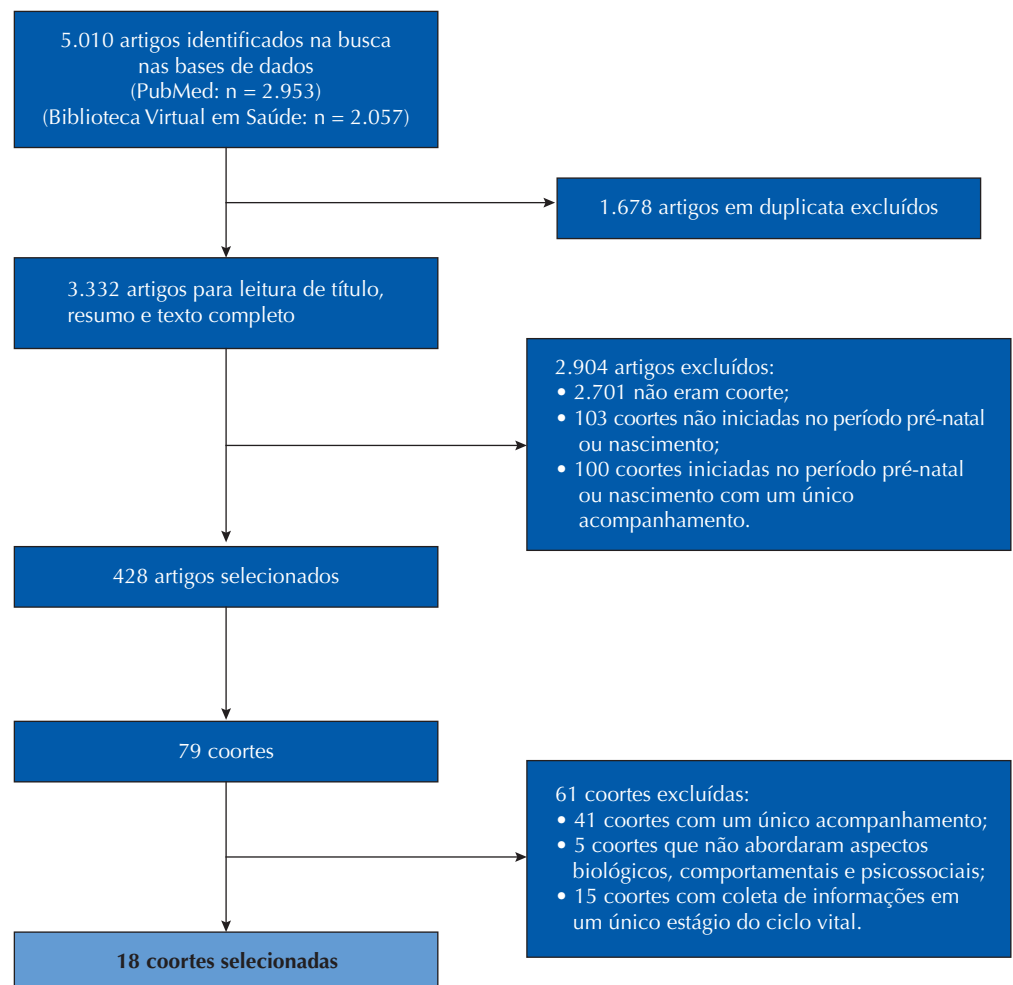 5.010 artigos identificados na busca
nas bases de dados
(PubMed: n = 2.953)
(Biblioteca Virtual em Saúde: n = 2.057)
1.678 artigos em duplicata excluídos
3.332 artigos para leitura de título,
resumo e texto completo
2.904 artigos excluídos:
• 2.701 não eram coorte;
• 103 coortes não iniciadas no período pré-natal
ou nascimento;
• 100 coortes iniciadas no período pré-natal
ou nascimento com um único
acompanhamento.
428 artigos selecionados
79 coortes
61 coortes excluídas:
• 41 coortes com um único acompanhamento;
• 5 coortes que não abordaram aspectos
biológicos, comportamentais e psicossociais;
• 15 coortes com coleta de informações em
um único estágio do ciclo vital.
18 coortes selecionadas